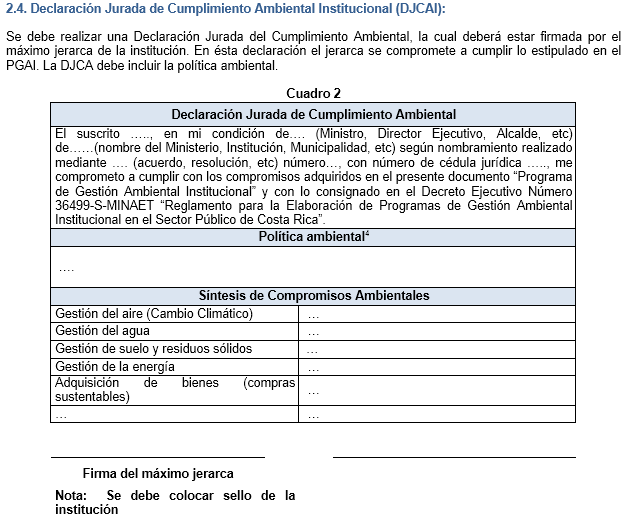 2.4. Declaración Jurada de Cumplimiento Ambiental Institucional (DJCAI):
Se debe realizar una Declaración Jurada del Cumplimiento Ambiental, la cual deberá estar firmada por el
máximo jerarca de la institución. En ésta declaración el jerarca se compromete a cumplir lo estipulado en el
PGAI. La DJCA debe incluir la política ambiental.
Cuadro 2
Declaración Jurada de Cumplimiento Ambiental
El suscrito ....., en mi condición de.... (Ministro, Director Ejecutivo, Alcalde, etc)
de......(nombre del Ministerio, Institución, Municipalidad, etc) según nombramiento realizado
mediante .... (acuerdo, resolución, etc) número..., con número de cédula jurídica ....., me
comprometo a cumplir con los compromisos adquiridos en el presente documento “Programa
de Gestión Ambiental Institucional” y con lo consignado en el Decreto Ejecutivo Número
36499-S-MINAET “Reglamento para la Elaboración de Programas de Gestión Ambiental
Institucional en el Sector Público de Costa Rica”.
Política ambiental⁴
....
Síntesis de Compromisos Ambientales
Gestión del aire (Cambio Climático) ...
Gestión del agua ...
Gestión de suelo y residuos sólidos ...
Gestión de la energía ...
Adquisición de bienes (compras
sustentables) ...
... ...
Firma del máximo jerarca
Nota: Se debe colocar sello de la
institución